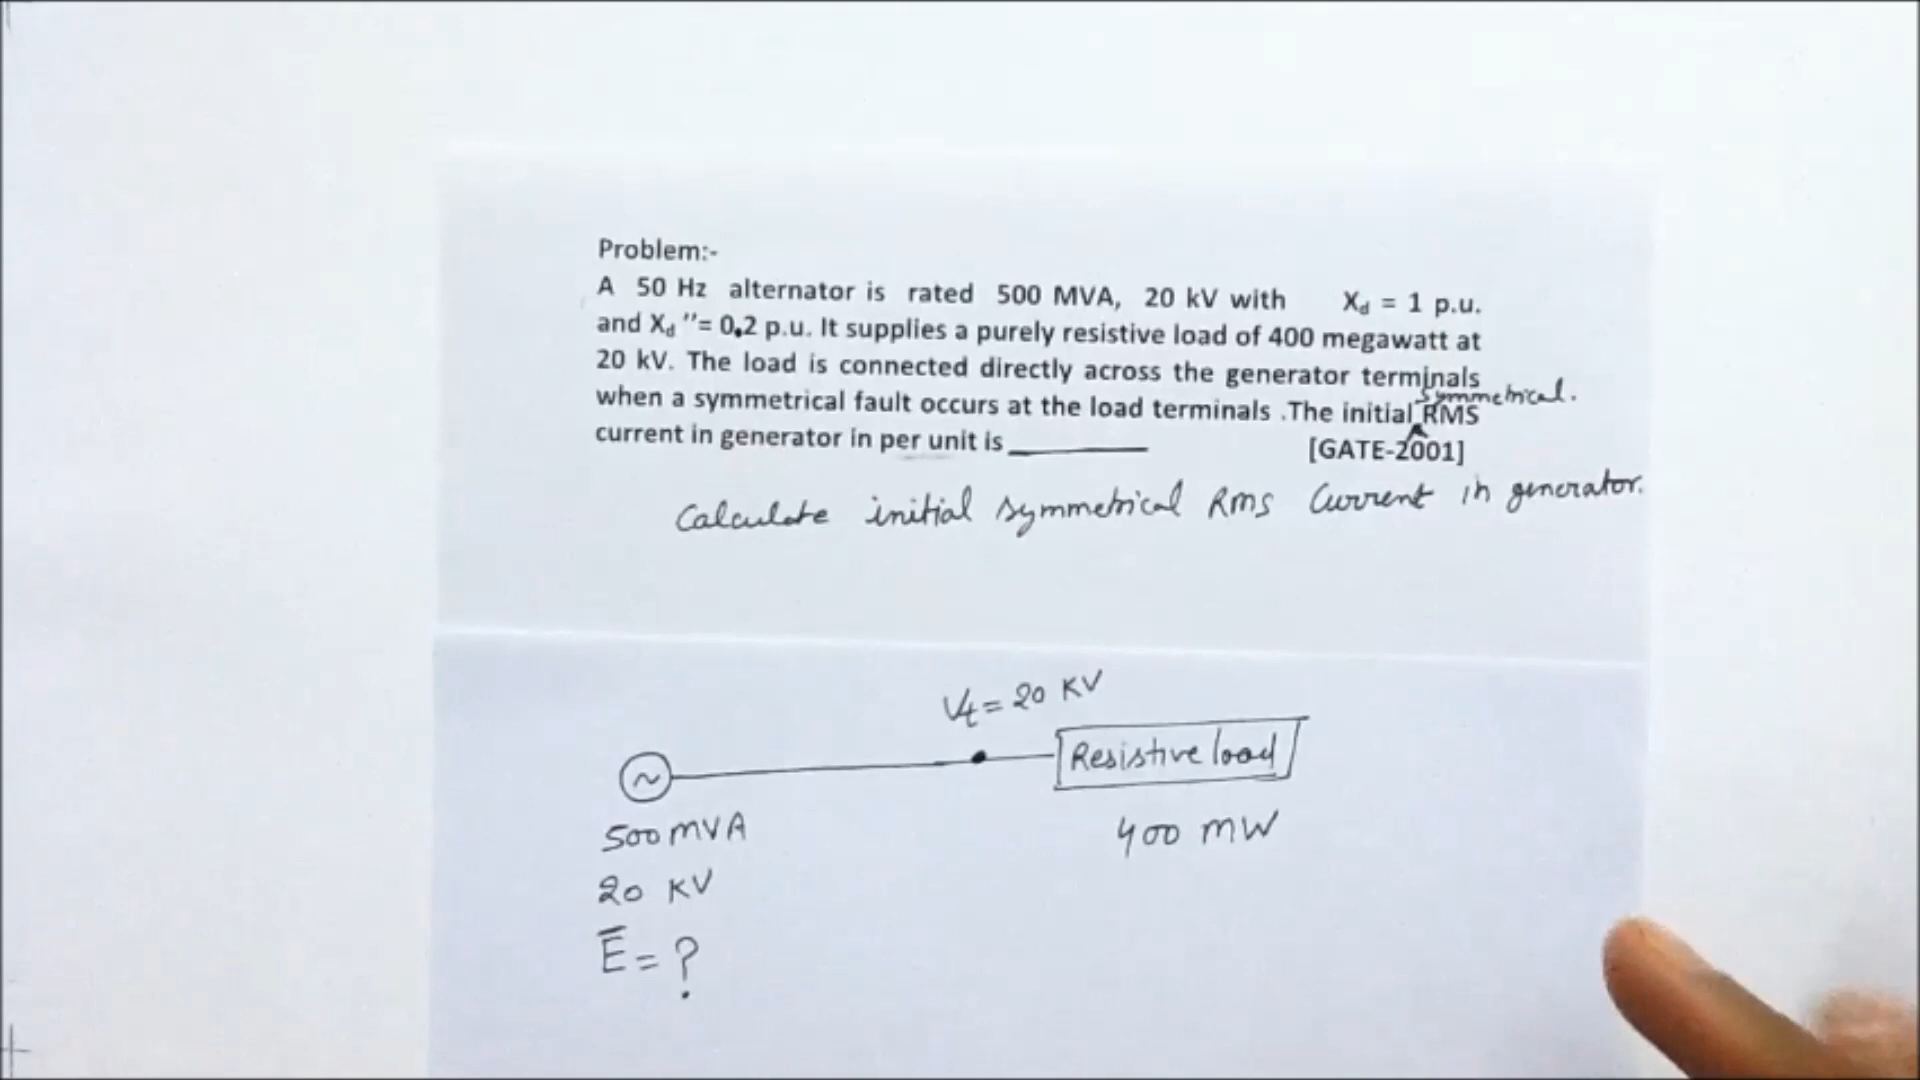 Problem:-
A 50 Hz alternator is rated 500 MVA, 20 kV with Xd = 1 p.u.
and Xd ''= 0.2 p.u. It supplies a purely resistive load of 400 megawatt at
20 kV. The load is connected directly across the generator terminals
symmetrical.
when a symmetrical fault occurs at the load terminals .The initial RMS
current in generator in per unit is ________ [GATE-2001]
Calculate initial symmetrical RMS Current in generator.
Vt = 20 KV
~
Resistive load
500 MVA
400 MW
20 KV
E̅ = ?